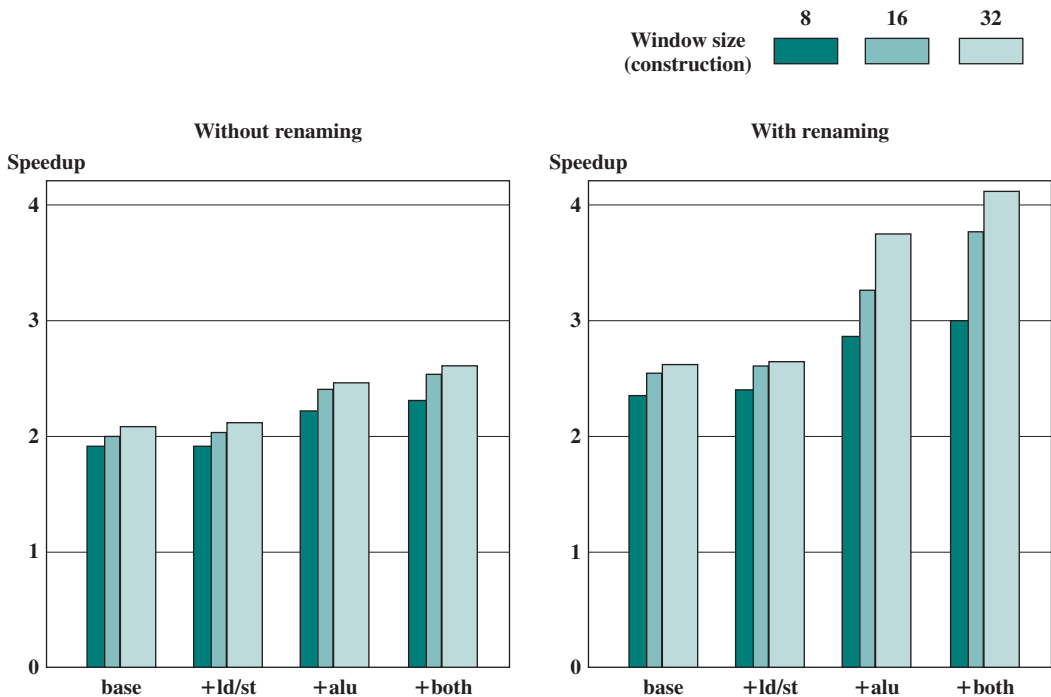 8 16 32
Window size
(construction)
Without renaming
Speedup
4
3
2
1
0
base +ld/st +alu +both
With renaming
Speedup
4
3
2
1
0
base +ld/st +alu +both